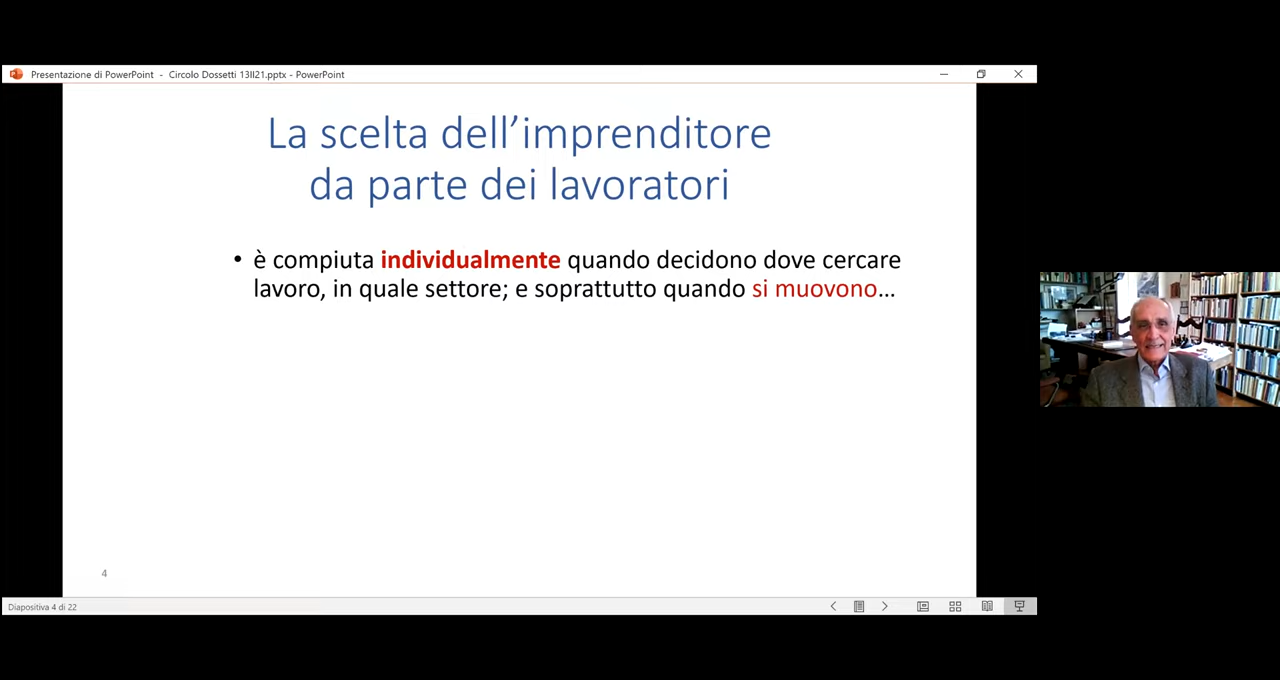 Presentazione di PowerPoint - Circolo Dossetti 13II21.pptx - PowerPoint
La scelta dell’imprenditore
da parte dei lavoratori
• è compiuta individualmente quando decidono dove cercare
lavoro, in quale settore; e soprattutto quando si muovono…
4
Diapositiva 4 di 22